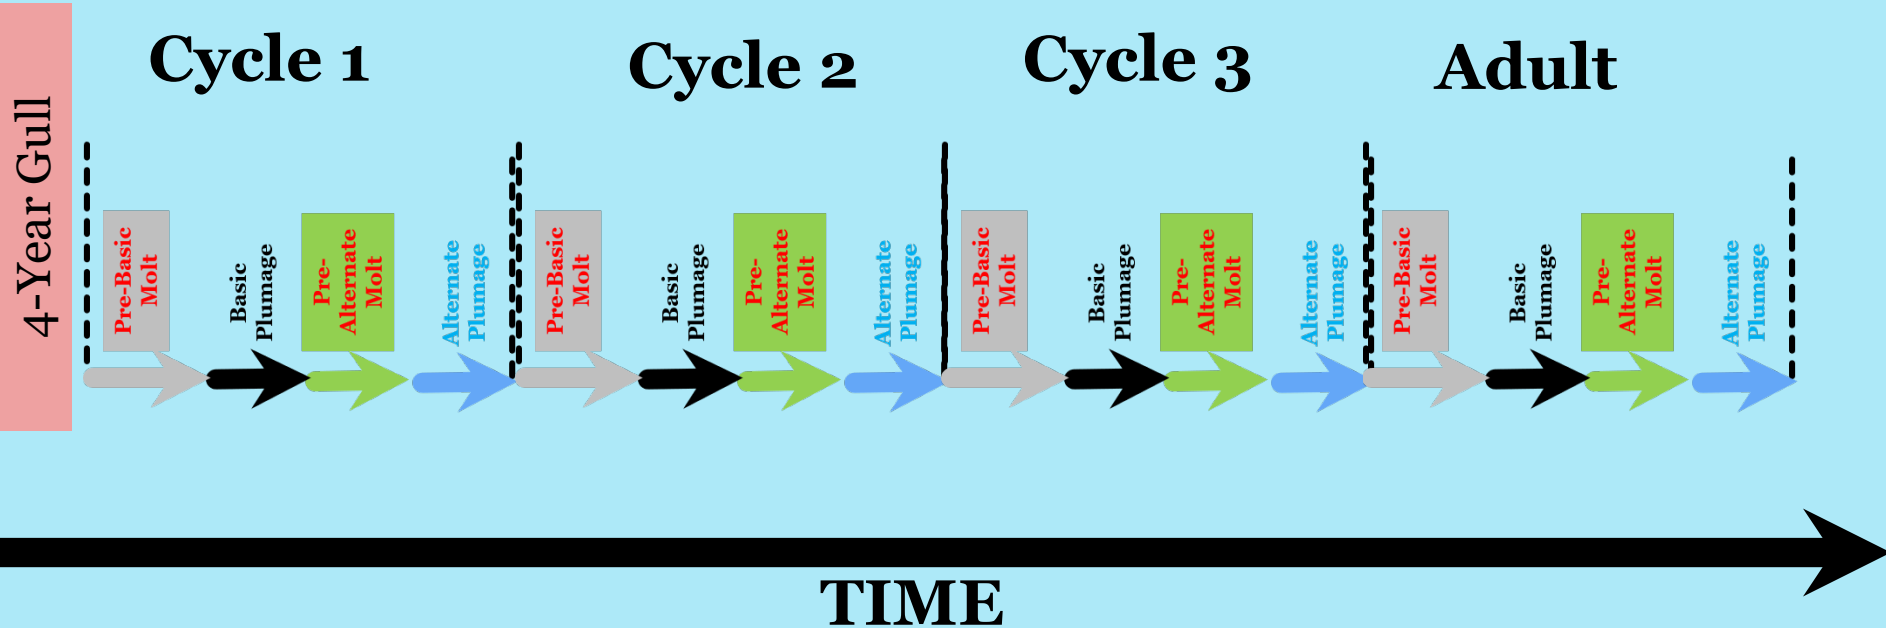 4-Year Gull
Cycle 1
Cycle 2
Cycle 3
Adult
Pre-Basic
Molt
Basic
Plumage
Pre-
Alternate
Molt
Alternate
Plumage
Pre-Basic
Molt
Basic
Plumage
Pre-
Alternate
Molt
Alternate
Plumage
Pre-Basic
Molt
Basic
Plumage
Pre-
Alternate
Molt
Alternate
Plumage
Pre-Basic
Molt
Basic
Plumage
Pre-
Alternate
Molt
Alternate
Plumage
TIME